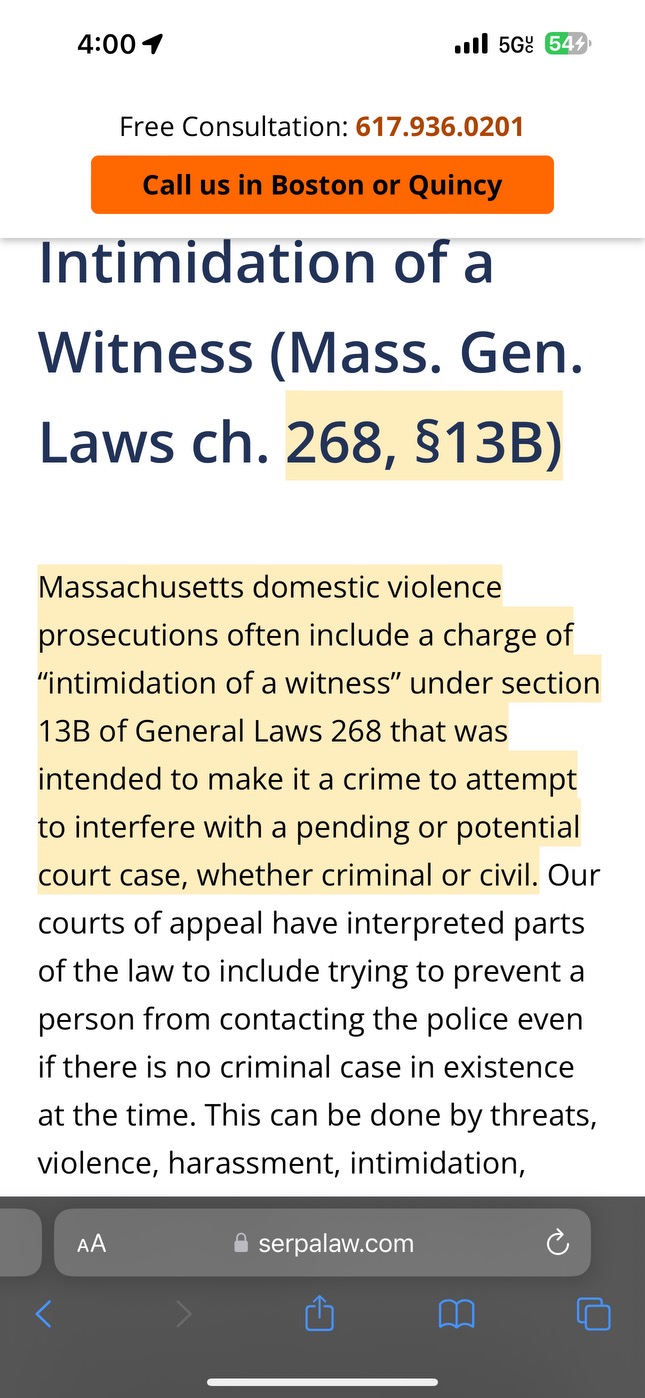 4:00
5GUC 54
Free Consultation: 617.936.0201
Call us in Boston or Quincy
Intimidation of a
Witness (Mass. Gen.
Laws ch. 268, §13B)
Massachusetts domestic violence
prosecutions often include a charge of
“intimidation of a witness” under section
13B of General Laws 268 that was
intended to make it a crime to attempt
to interfere with a pending or potential
court case, whether criminal or civil. Our
courts of appeal have interpreted parts
of the law to include trying to prevent a
person from contacting the police even
if there is no criminal case in existence
at the time. This can be done by threats,
violence, harassment, intimidation,
AA serpalaw.com